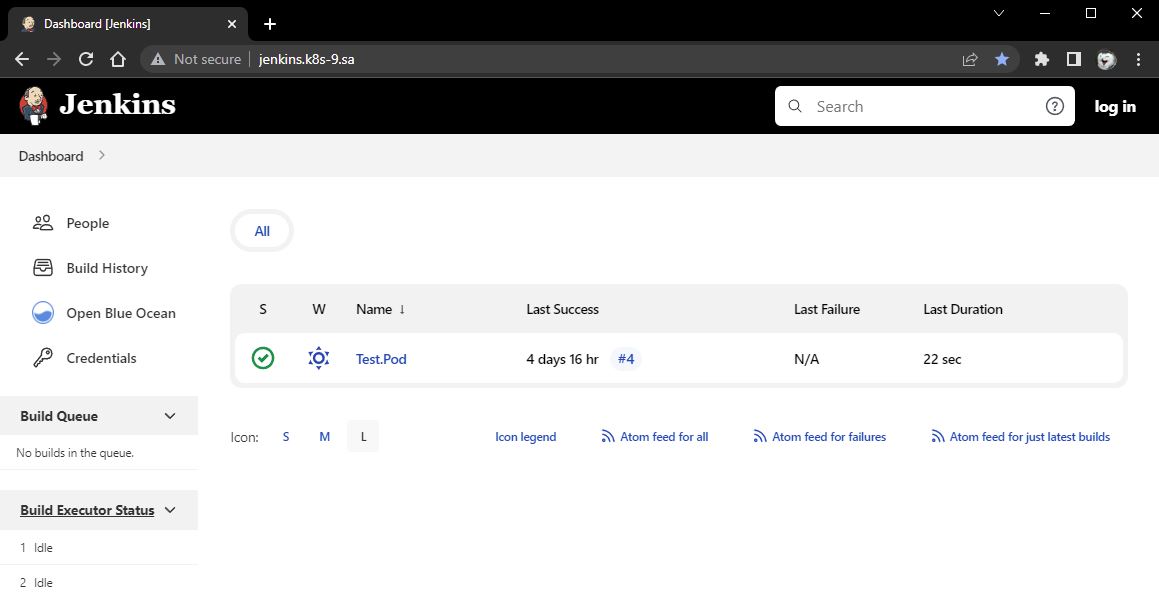 Dashboard [Jenkins]
Not secure jenkins.k8s-9.sa
Jenkins Search log in
Dashboard
People
Build History
Open Blue Ocean
Credentials
Build Queue
No builds in the queue.
Build Executor Status
1 Idle
2 Idle
All
S W Name ↓ Last Success Last Failure Last Duration
Test.Pod 4 days 16 hr #4 N/A 22 sec
Icon: S M L Icon legend Atom feed for all Atom feed for failures Atom feed for just latest builds